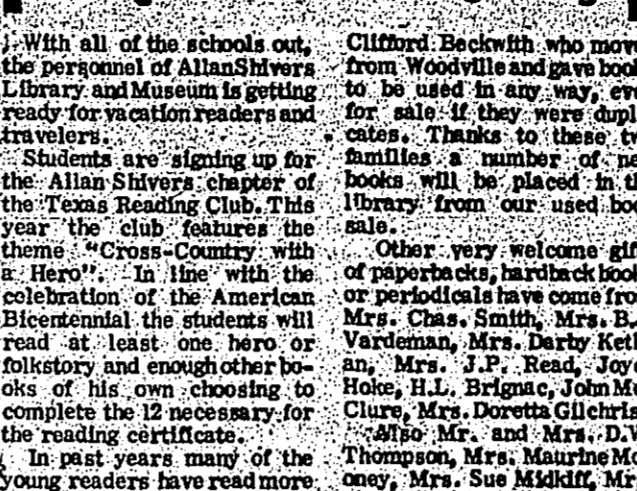 With all of the schools out,
the personnel of AllanShivers
Library and Museum is getting
ready for vacation readers and
travelers.
Students are signing up for
the Allan Shivers chapter of
the Texas Reading Club. This
year the club features the
theme "Cross-Country with
a Hero". In line with the
celebration of the American
Bicentennial the students will
read at least one hero or
folkstory and enough other bo-
oks of his own choosing to
complete the 12 necessary for
the reading certificate.
In past years many of the
young readers have read more
Clifford Beckwith who mov
from Woodville and gave boo
to be used in any way, ev
for sale if they were dupl
cates. Thanks to these tw
families a number of ne
books will be placed in t
library from our used boo
sale.
Other very welcome gif
of paperbacks, hardback book
or periodicals have come fro
Mrs. Chas. Smith, Mrs. B.
Vardeman, Mrs. Darby Ketl
an, Mrs. J.P. Read, Joyc
Hoke, H.L. Brignac, John M
Clure, Mrs. Doretta Gilchris
Also Mr. and Mrs. D.W
Thompson, Mrs. Maurine Mc
oney, Mrs. Sue Midkiff, Mr